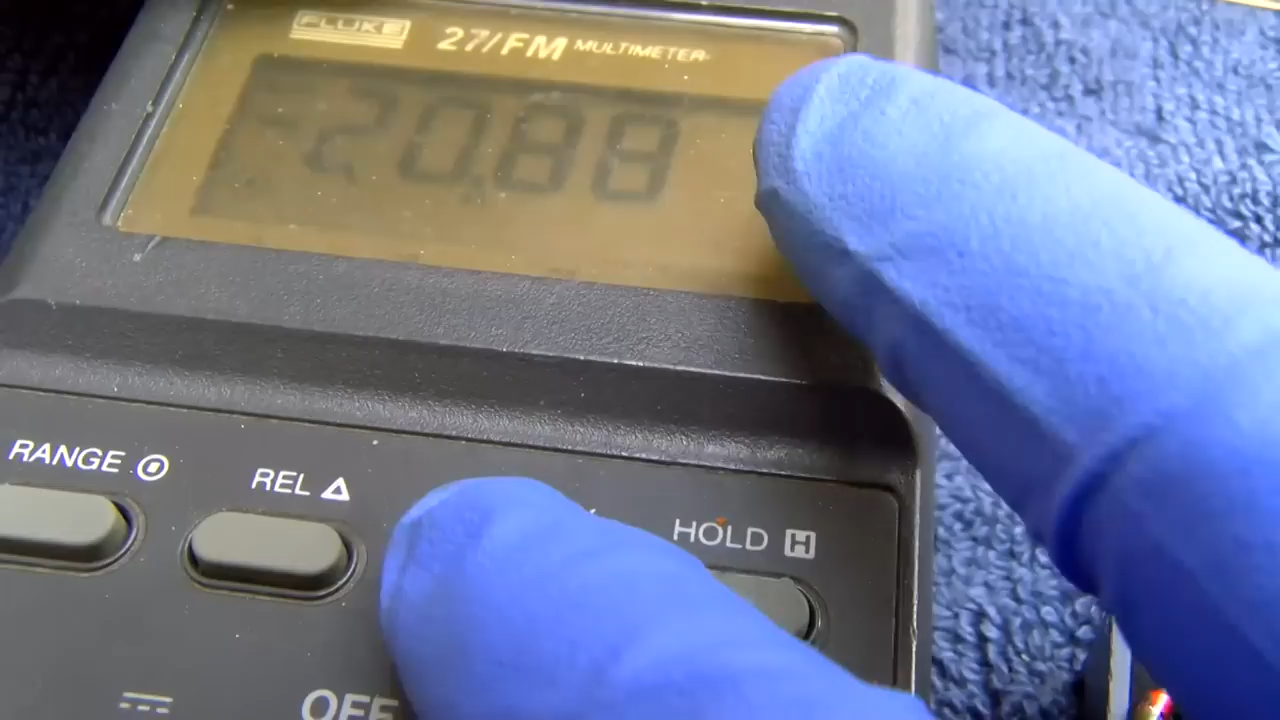 FLUKE 27/FM MULTIMETER
-20.88
RANGE
REL △
HOLD H
OFF